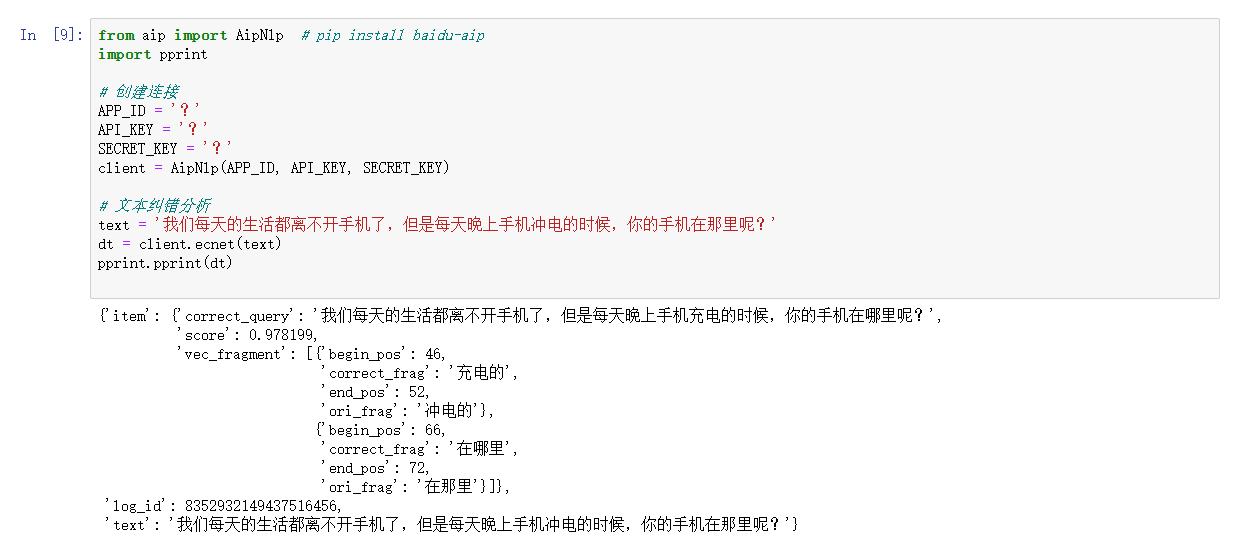 In [9]: from aip import AipNlp # pip install baidu-aip
import pprint
# 创建连接
APP_ID = '?'
API_KEY = '?'
SECRET_KEY = '?'
client = AipNlp(APP_ID, API_KEY, SECRET_KEY)
# 文本纠错分析
text = '我们每天的生活都离不开手机了，但是每天晚上手机冲电的时候，你的手机在那里呢？'
dt = client.ecnet(text)
pprint.pprint(dt)
{'item': {'correct_query': '我们每天的生活都离不开手机了，但是每天晚上手机充电的时候，你的手机在哪里呢？',
'score': 0.978199,
'vec_fragment': [{'begin_pos': 46,
'correct_frag': '充电的',
'end_pos': 52,
'ori_frag': '冲电的'},
{'begin_pos': 66,
'correct_frag': '在哪里',
'end_pos': 72,
'ori_frag': '在那里'}]},
'log_id': 8352932149437516456,
'text': '我们每天的生活都离不开手机了，但是每天晚上手机冲电的时候，你的手机在那里呢？'}